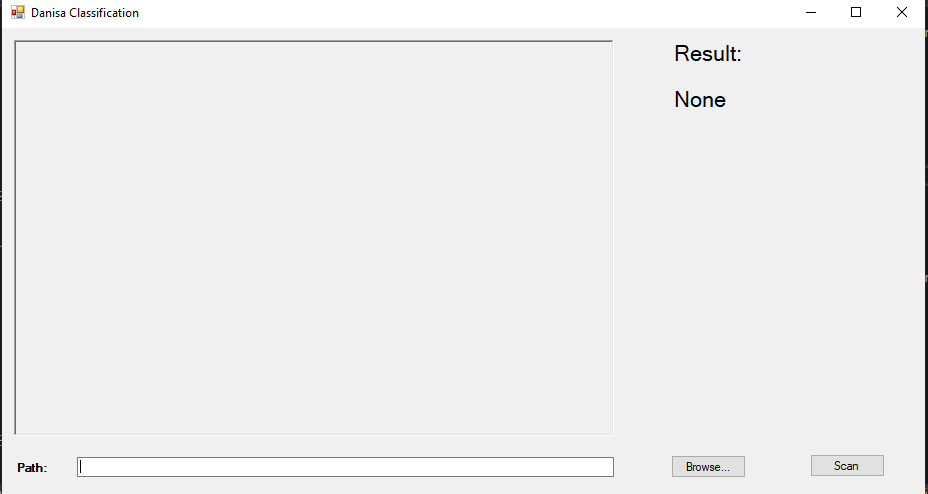 Danisa Classification
Result:
None
Path:
Browse...
Scan